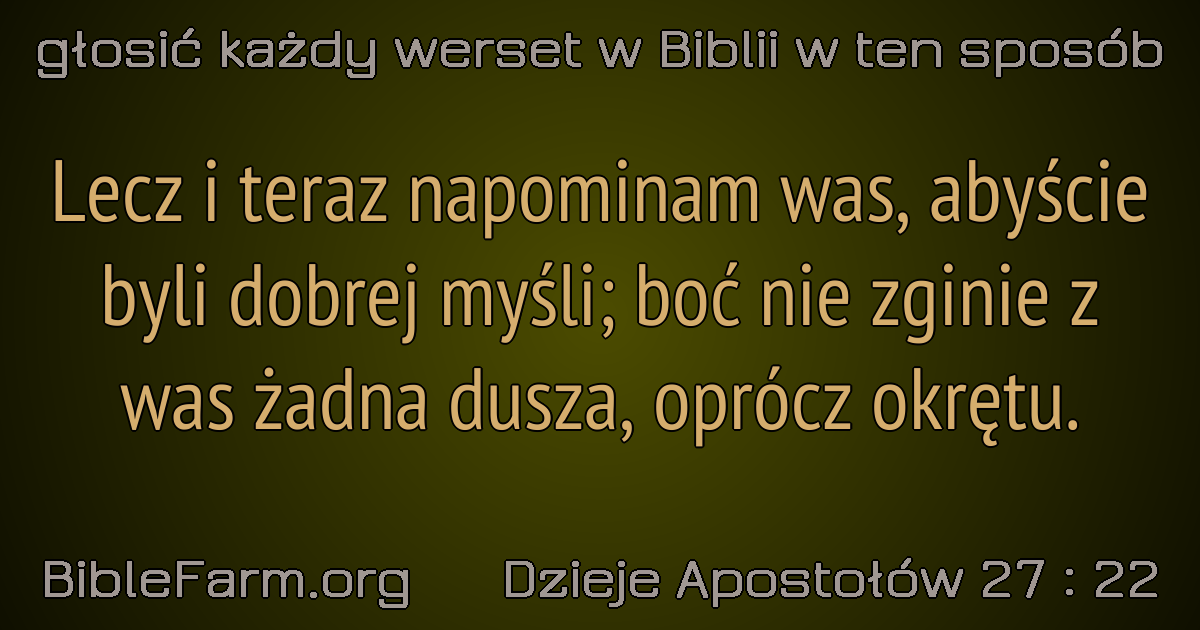 głosić każdy werset w Biblii w ten sposób
Lecz i teraz napominam was, abyście
byli dobrej myśli; boć nie zginie z
was żadna dusza, oprócz okrętu.
BibleFarm.org Dzieje Apostołów 27 : 22